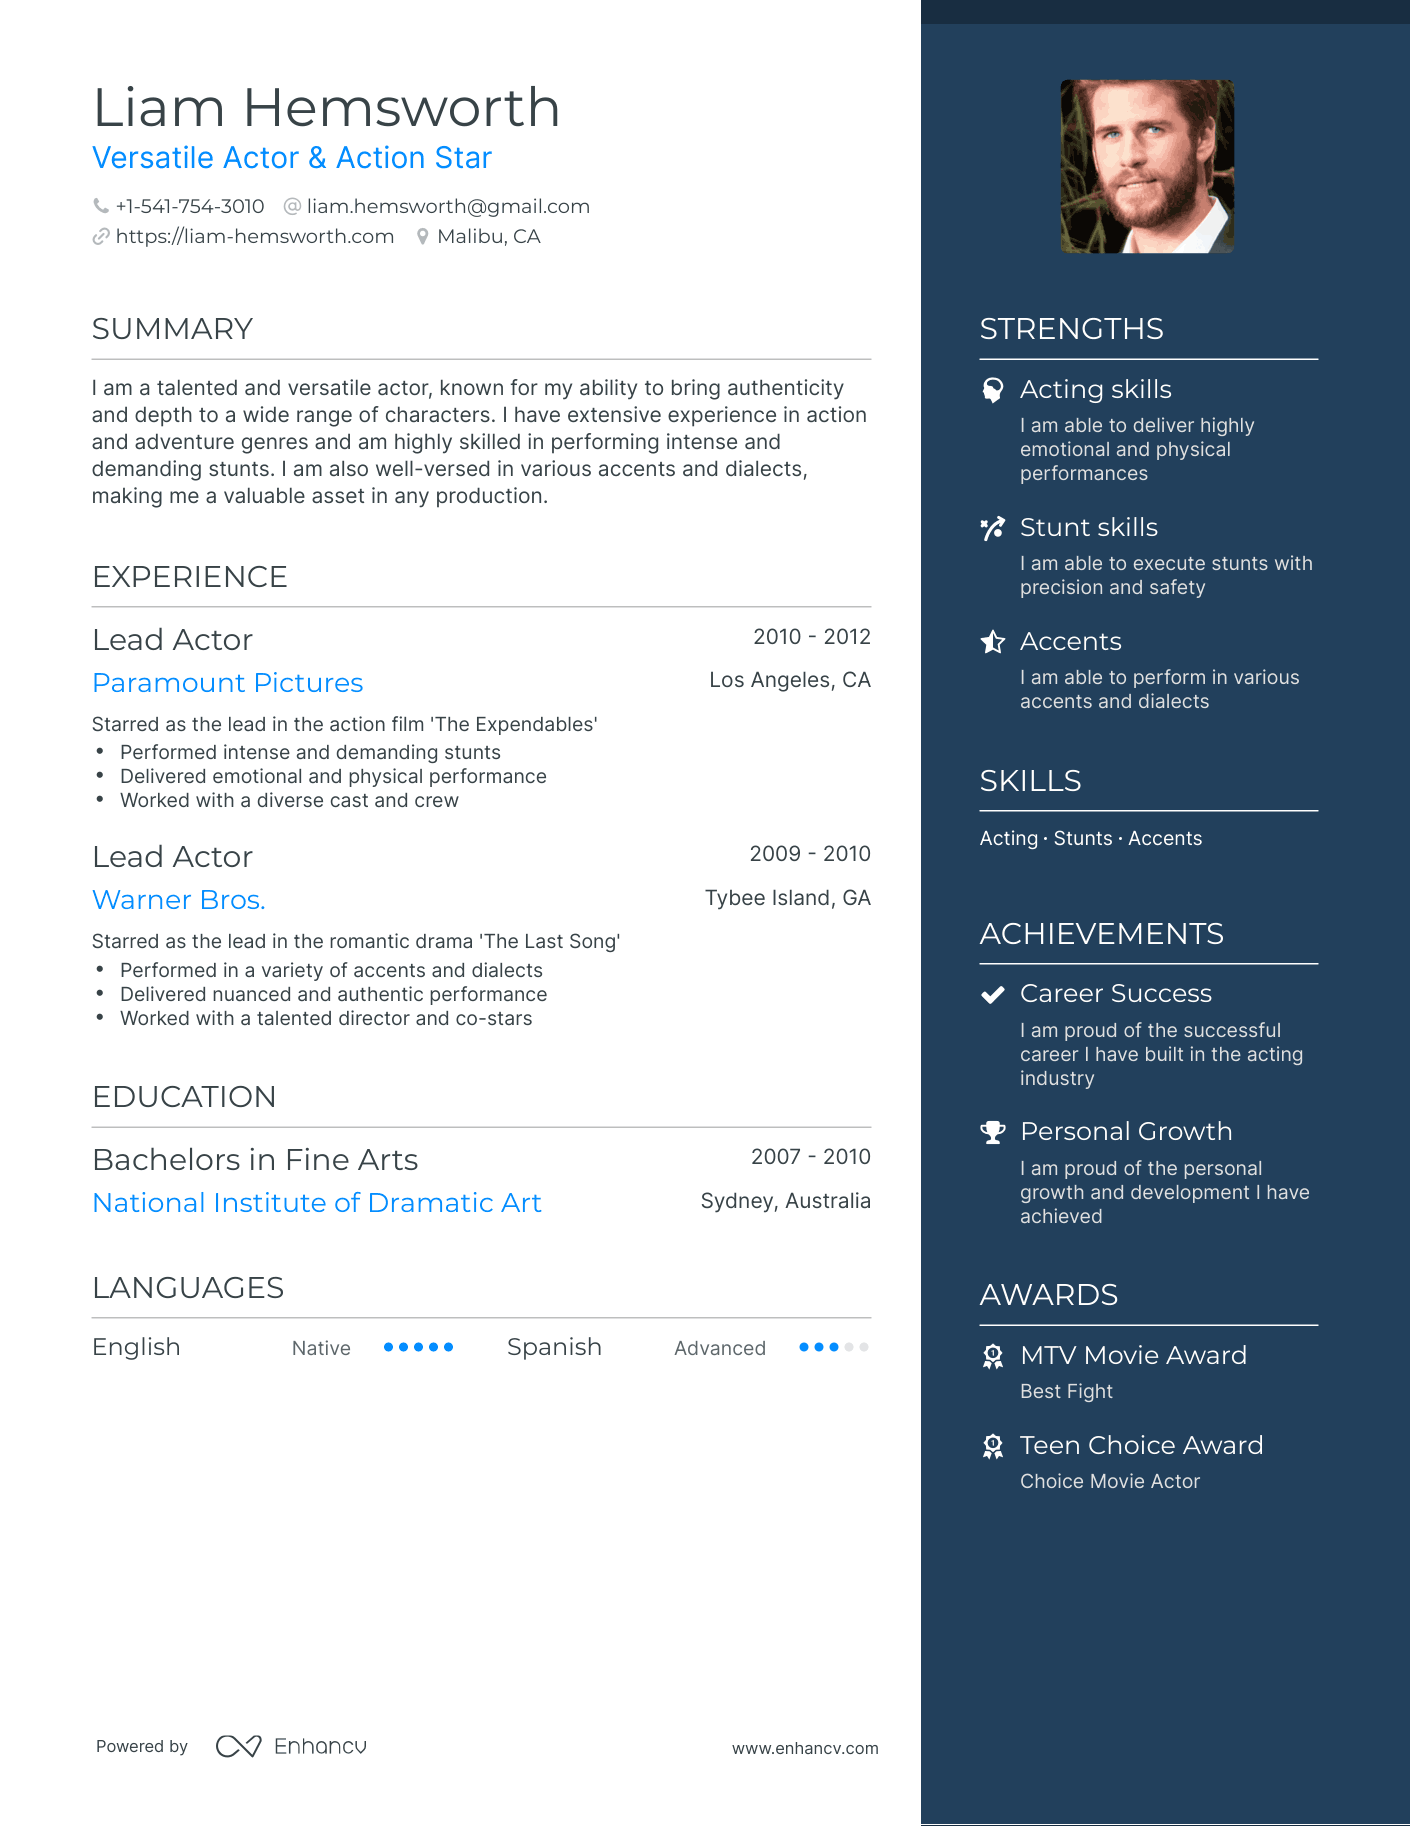 Liam Hemsworth
Versatile Actor & Action Star
+1-541-754-3010 @ liam.hemsworth@gmail.com
https://liam-hemsworth.com Malibu, CA
SUMMARY
I am a talented and versatile actor, known for my ability to bring authenticity
and depth to a wide range of characters. I have extensive experience in action
and adventure genres and am highly skilled in performing intense and
demanding stunts. I am also well-versed in various accents and dialects,
making me a valuable asset in any production.
EXPERIENCE
Lead Actor 2010 - 2012
Paramount Pictures Los Angeles, CA
Starred as the lead in the action film 'The Expendables'
• Performed intense and demanding stunts
• Delivered emotional and physical performance
• Worked with a diverse cast and crew
Lead Actor 2009 - 2010
Warner Bros. Tybee Island, GA
Starred as the lead in the romantic drama 'The Last Song'
• Performed in a variety of accents and dialects
• Delivered nuanced and authentic performance
• Worked with a talented director and co-stars
EDUCATION
Bachelors in Fine Arts 2007 - 2010
National Institute of Dramatic Art Sydney, Australia
LANGUAGES
English Native Spanish Advanced
STRENGTHS
Acting skills
I am able to deliver highly
emotional and physical
performances
Stunt skills
I am able to execute stunts with
precision and safety
Accents
I am able to perform in various
accents and dialects
SKILLS
Acting · Stunts · Accents
ACHIEVEMENTS
Career Success
I am proud of the successful
career I have built in the acting
industry
Personal Growth
I am proud of the personal
growth and development I have
achieved
AWARDS
MTV Movie Award
Best Fight
Teen Choice Award
Choice Movie Actor
Powered by Enhancv www.enhancv.com